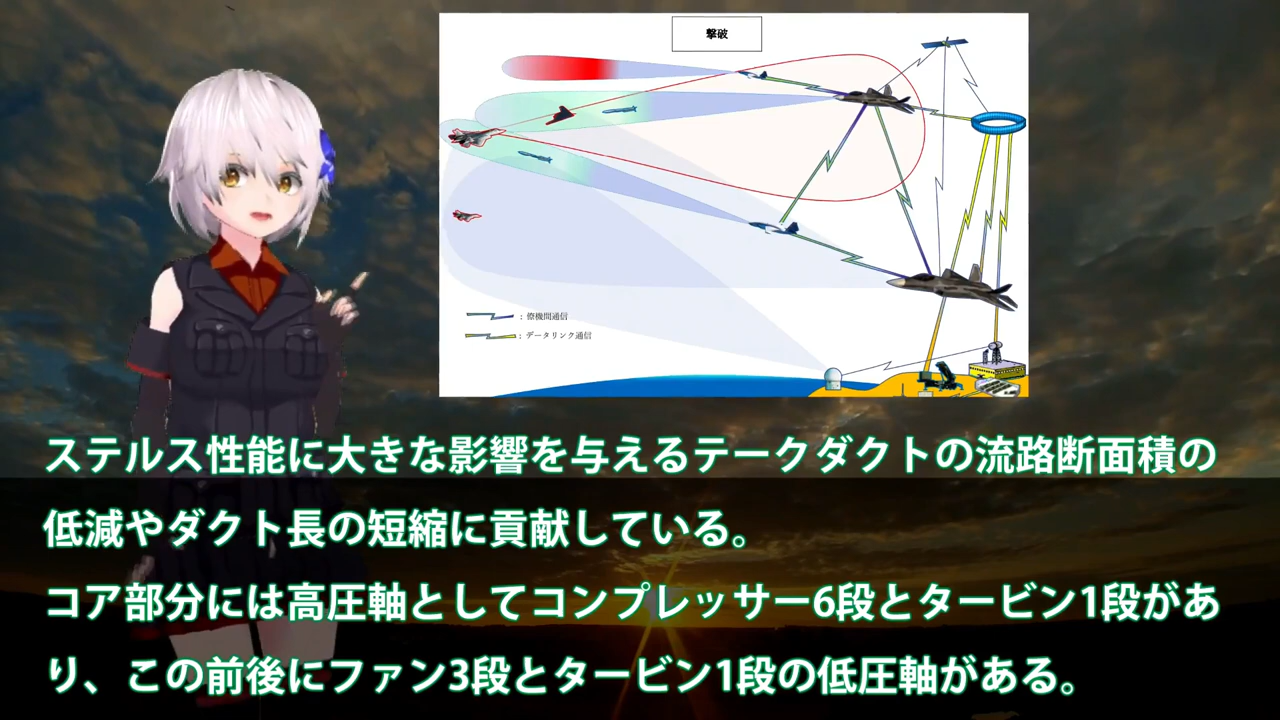 撃破
：僚機間通信
：データリンク通信
ステルス性能に大きな影響を与えるテークダクトの流路断面積の
低減やダクト長の短縮に貢献している。
コア部分には高圧軸としてコンプレッサー6段とタービン1段があ
り、この前後にファン3段とタービン1段の低圧軸がある。